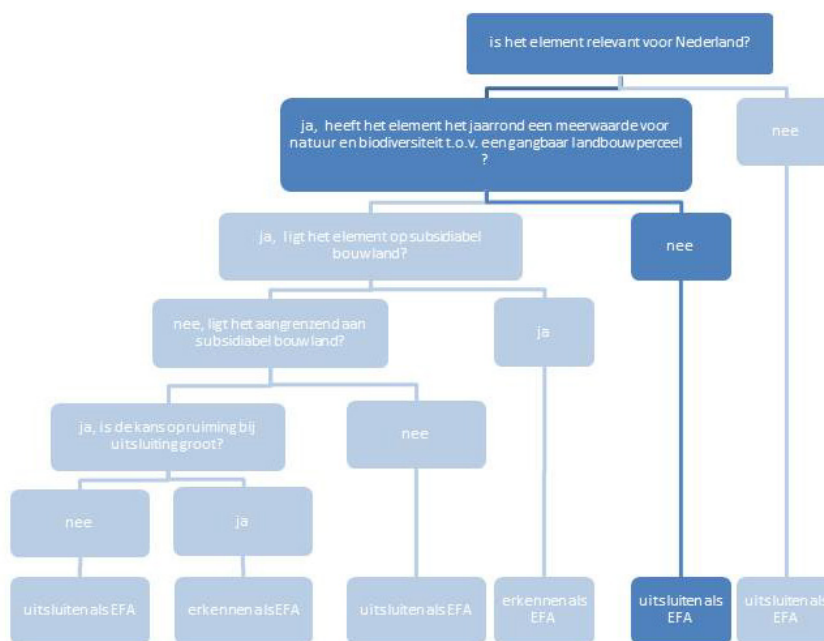 is het element relevant voor Nederland?
ja, heeft het element het jaarrond een meerwaarde voor
natuur en biodiversiteit t.o.v. een gangbaar landbouwperceel
?
nee
ja, ligt het element op subsidiabel
bouwland?
nee
nee, ligt het aangrenzend aan
subsidiabel bouwland?
ja
ja, is de kans op ruiming bij
uitsluiting groot?
nee
nee
ja
uitsluiten als EFA
erkennen als EFA
uitsluiten als EFA
erkennen als
EFA
uitsluiten als
EFA
uitsluiten als
EFA